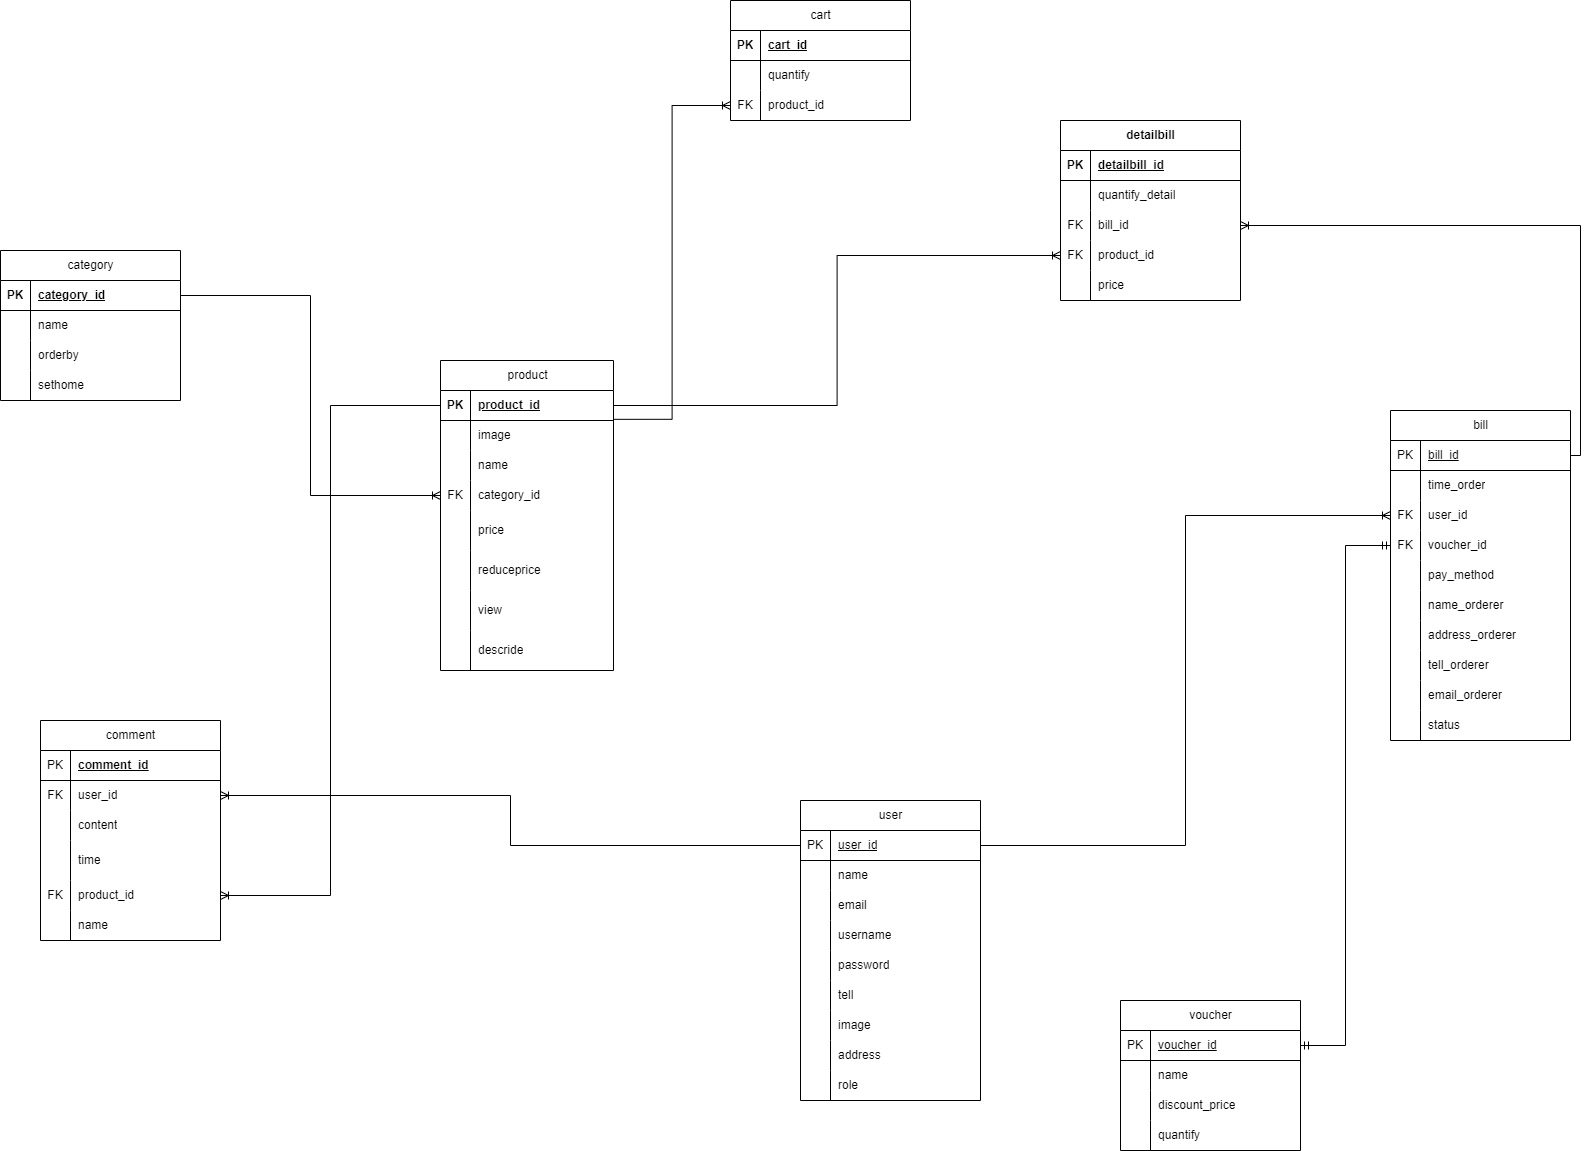 cart
PK cart_id
quantify
FK product_id
detailbill
PK detailbill_id
quantify_detail
FK bill_id
FK product_id
price
category
PK category_id
name
orderby
sethome
product
PK product_id
image
name
FK category_id
price
reduceprice
view
descride
bill
PK bill_id
time_order
FK user_id
FK voucher_id
pay_method
name_orderer
address_orderer
tell_orderer
email_orderer
status
comment
PK comment_id
FK user_id
content
time
FK product_id
name
user
PK user_id
name
email
username
password
tell
image
address
role
voucher
PK voucher_id
name
discount_price
quantify